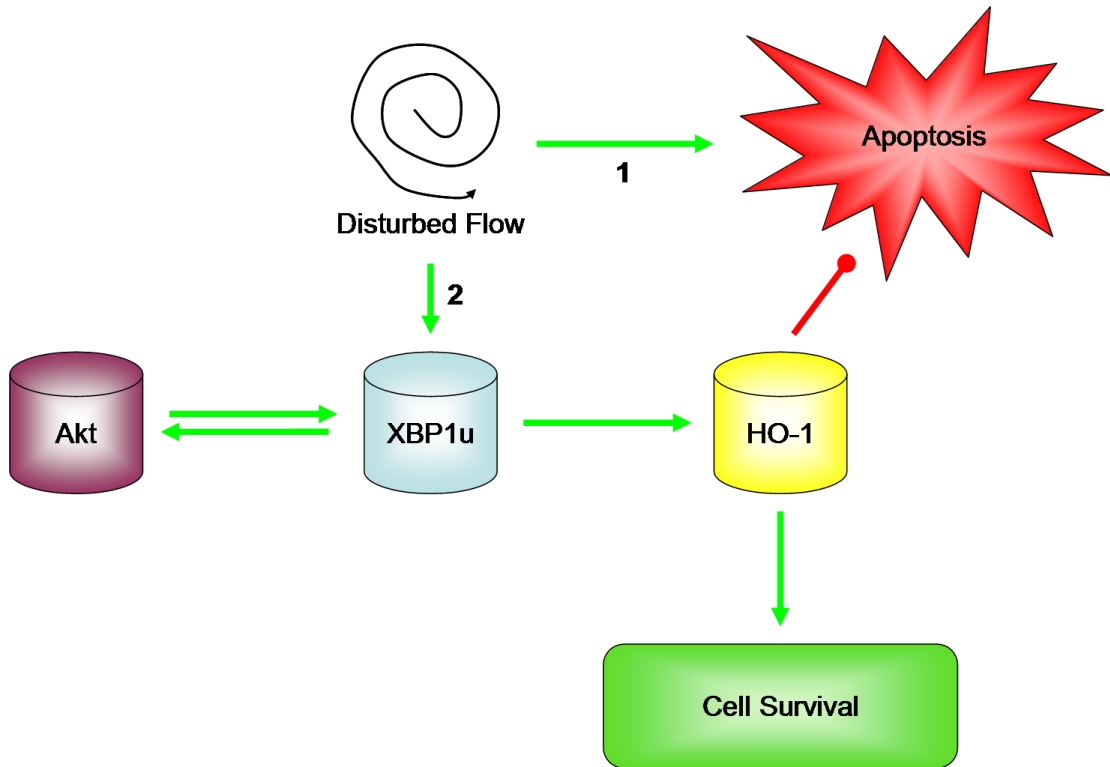 Apoptosis
1
Disturbed Flow
2
Akt
XBP1u
HO-1
Cell Survival